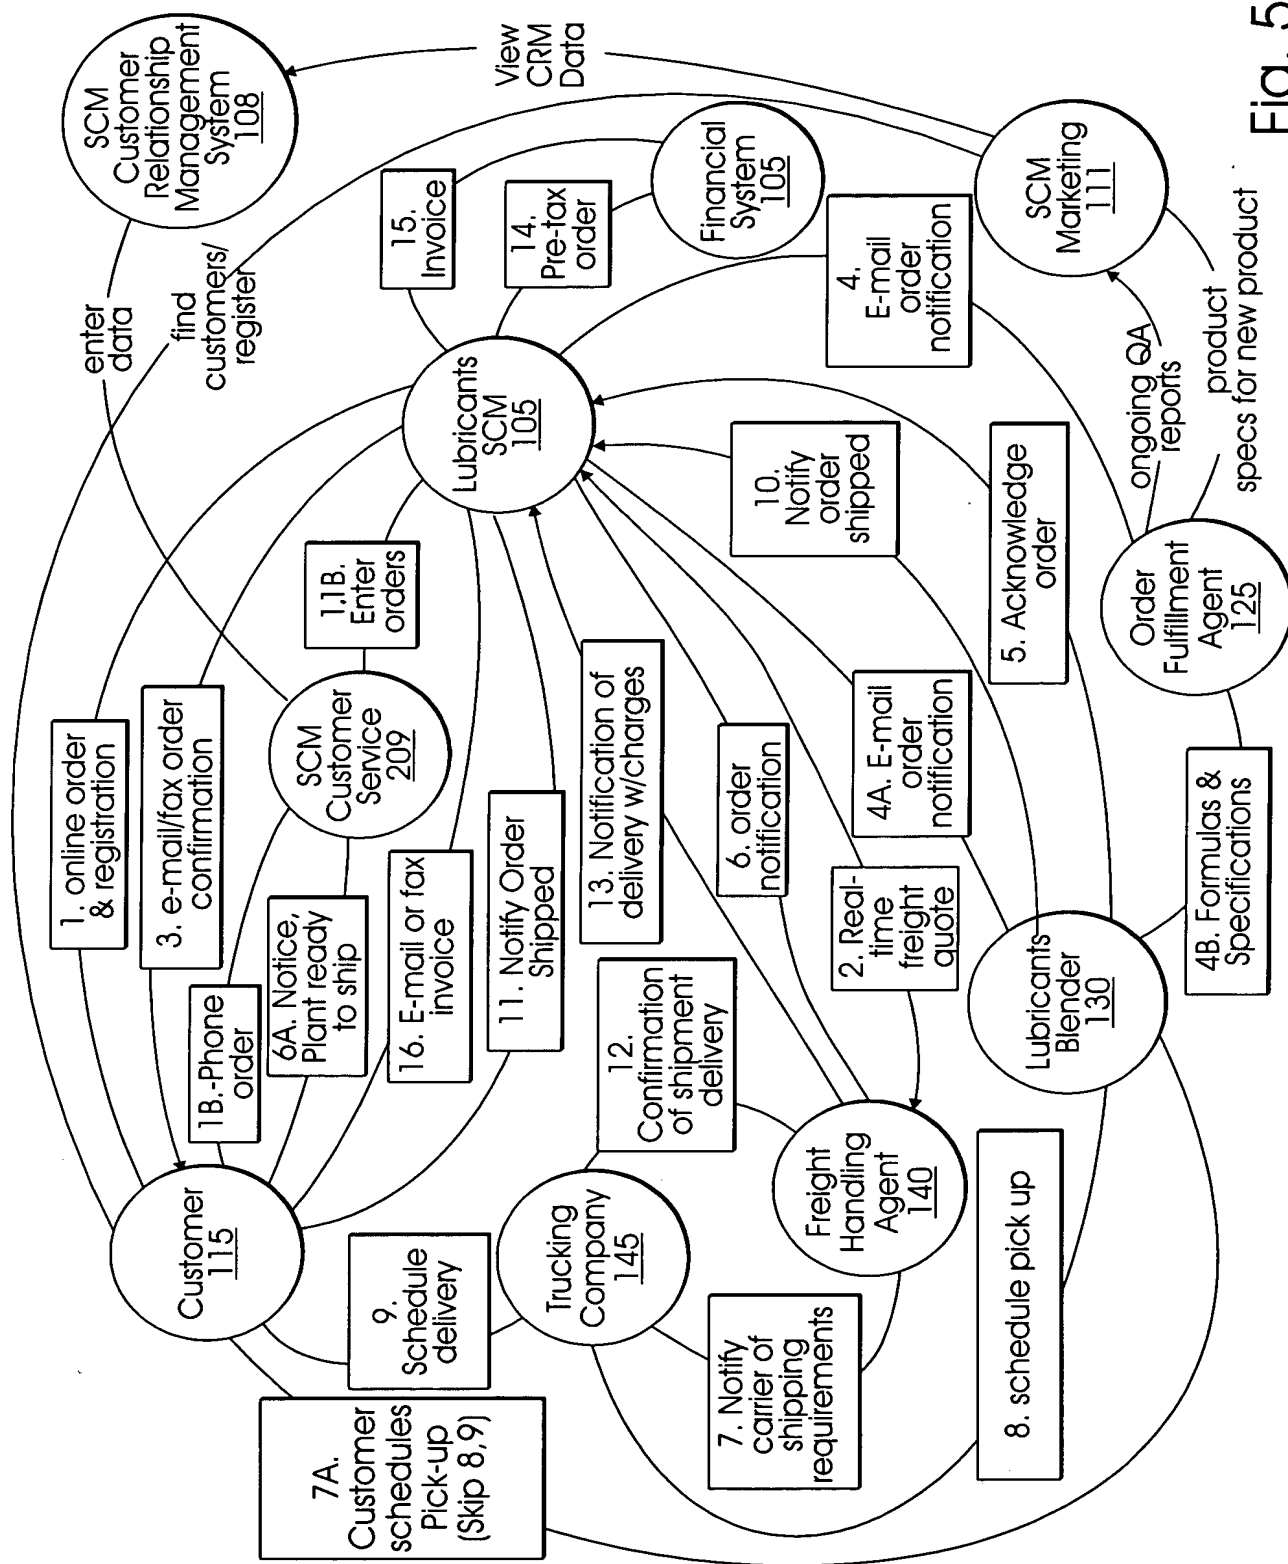 SCM
Customer
Relationship
Management
System
108
View
CRM
Data
enter
data
find
customers/
register
15.
Invoice
14.
Pre-tax
order
Financial
System
105
SCM
Marketing
111
4.
E-mail
order
notification
Lubricants
SCM
105
ongoing QA
reports
product
specs for new product
1,1B.
Enter
orders
10.
Notify
order
shipped
5. Acknowledge
order
Order
Fulfillment
Agent
125
1. online order
& registration
3. e-mail/fax order
confirmation
SCM
Customer
Service
209
13. Notification of
delivery w/charges
6. order
notification
4A. E-mail
order
notification
4B. Formulas &
Specifications
1B.-Phone
order
6A. Notice,
Plant ready
to ship
16. E-mail or fax
invoice
11. Notify Order
Shipped
12.
Confirmation
of shipment
delivery
2. Real-
time
freight
quote
Lubricants
Blender
130
Customer
115
9.
Schedule
delivery
Trucking
Company
145
Freight
Handling
Agent
140
7A.
Customer
schedules
Pick-up
(Skip 8,9)
7. Notify
carrier of
shipping
requirements
8. schedule pick up
Fig. 5